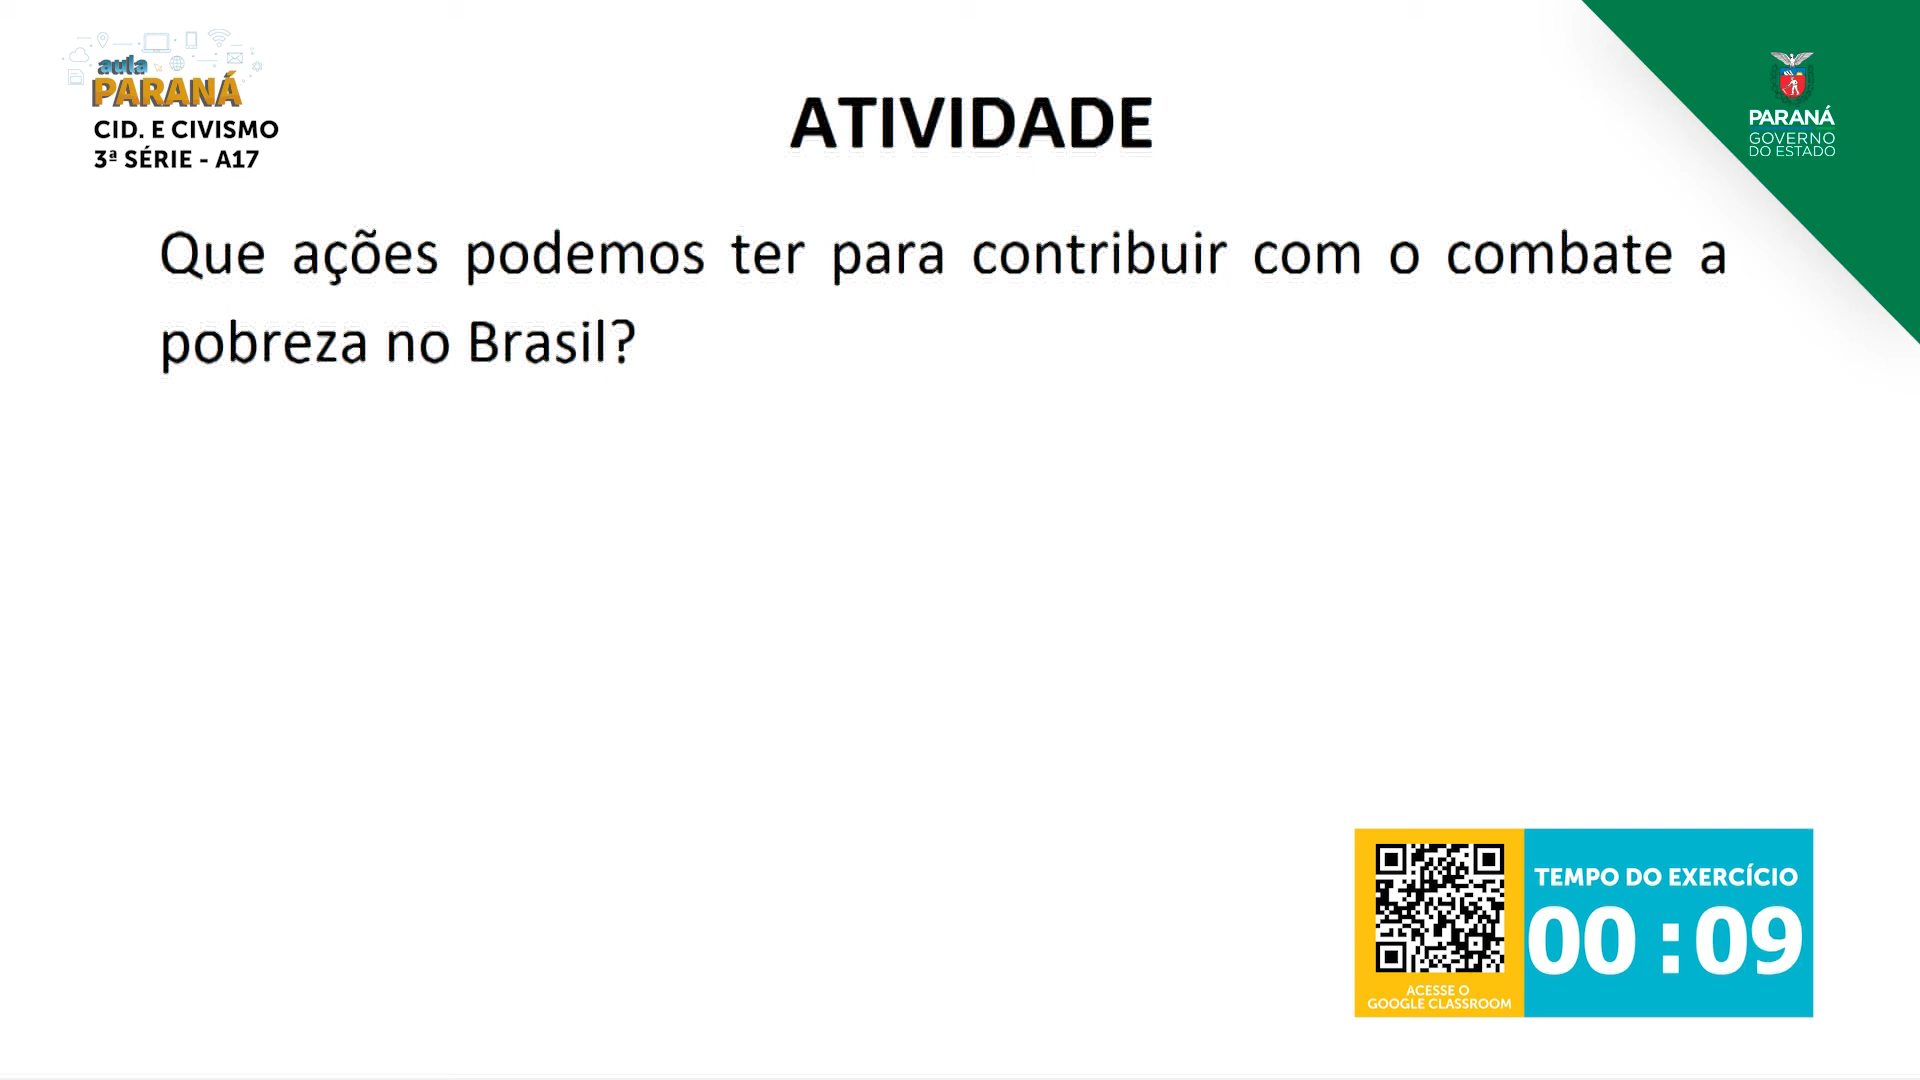 aula
PARANÁ
CID. E CIVISMO
3ª SÉRIE - A17
ATIVIDADE
PARANÁ
GOVERNO
DO ESTADO
Que ações podemos ter para contribuir com o combate a
pobreza no Brasil?
TEMPO DO EXERCÍCIO
00:09
ACESSE O
GOOGLE CLASSROOM